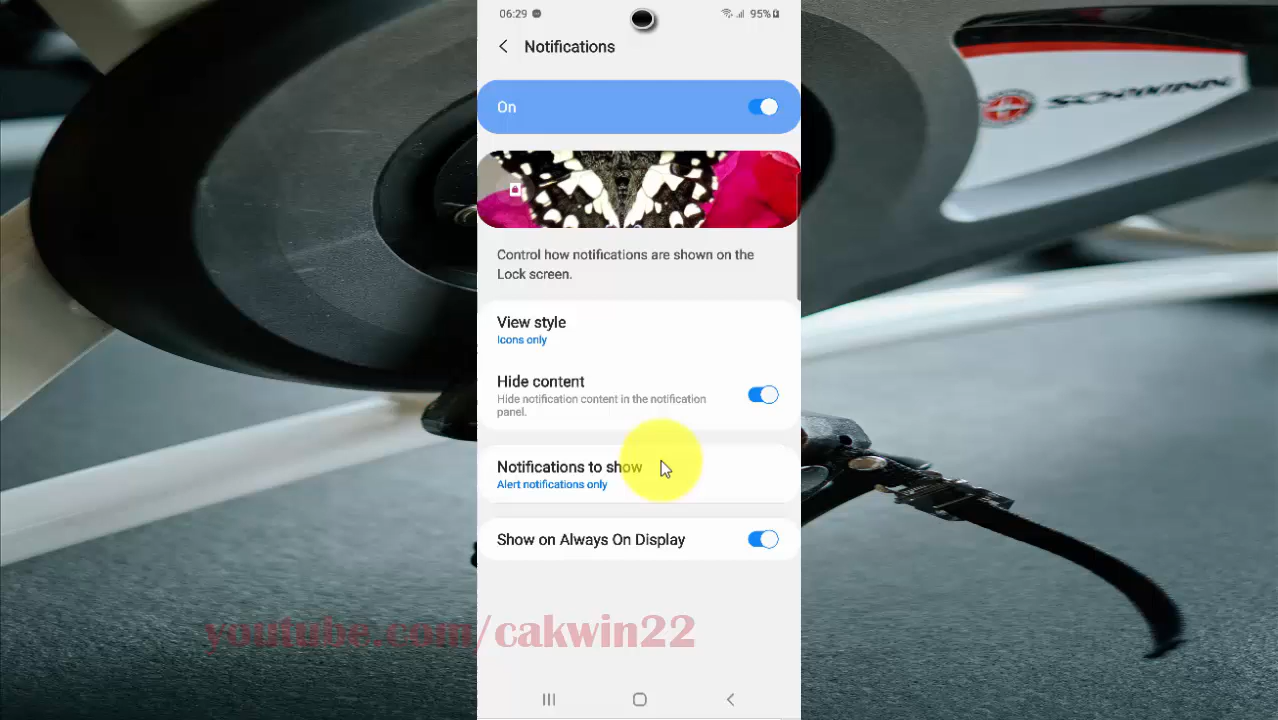 06:29
95%
Notifications
On
SCHWINN
Control how notifications are shown on the
Lock screen.
View style
Icons only
Hide content
Hide notification content in the notification
panel.
Notifications to show
Alert notifications only
Show on Always On Display
youtube.com/cakwin22